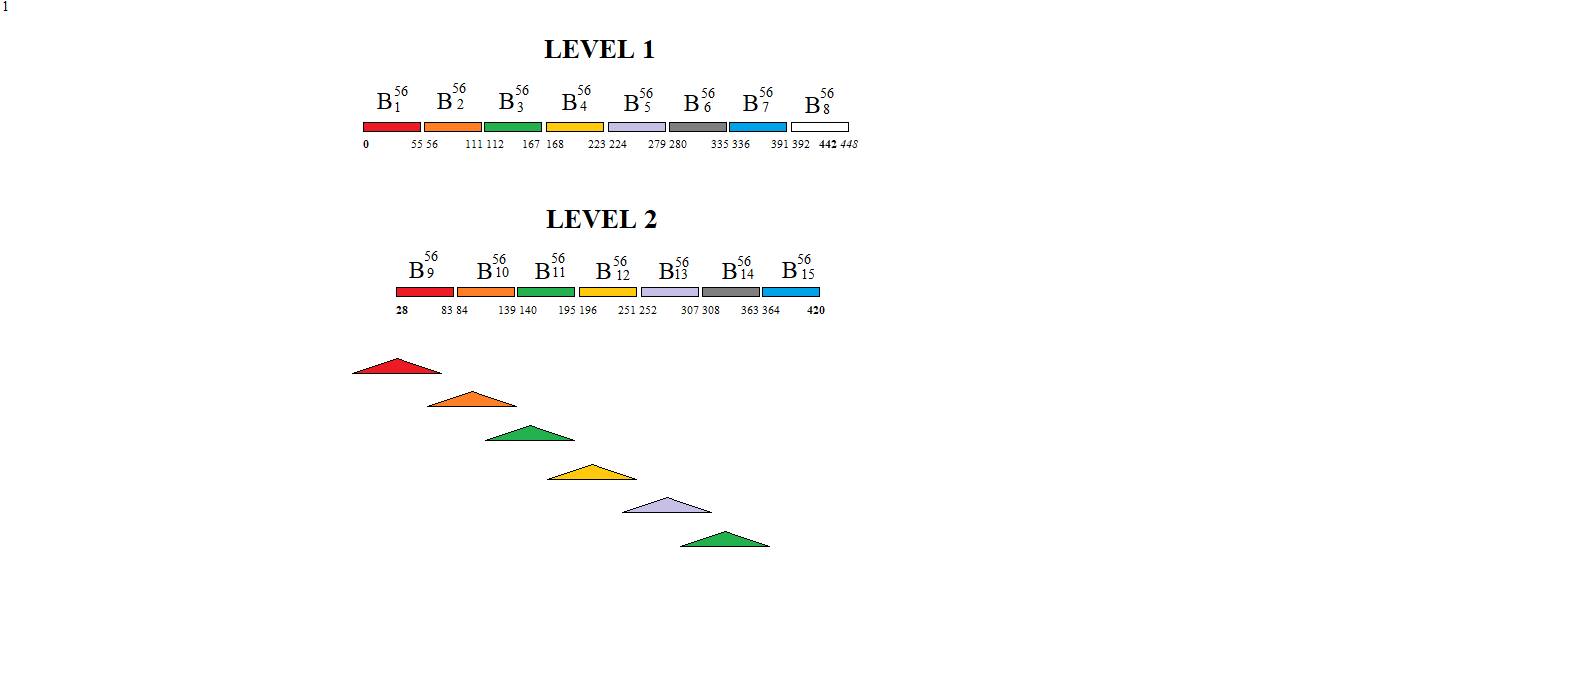 1
LEVEL 1
B₁⁵⁶ B₂⁵⁶ B₃⁵⁶ B₄⁵⁶ B₅⁵⁶ B₆⁵⁶ B₇⁵⁶ B₈⁵⁶
0 55 56 111 112 167 168 223 224 279 280 335 336 391 392 442 448
LEVEL 2
B₉⁵⁶ B₁₀⁵⁶ B₁₁⁵⁶ B₁₂⁵⁶ B₁₃⁵⁶ B₁₄⁵⁶ B₁₅⁵⁶
28 83 84 139 140 195 196 251 252 307 308 363 364 420